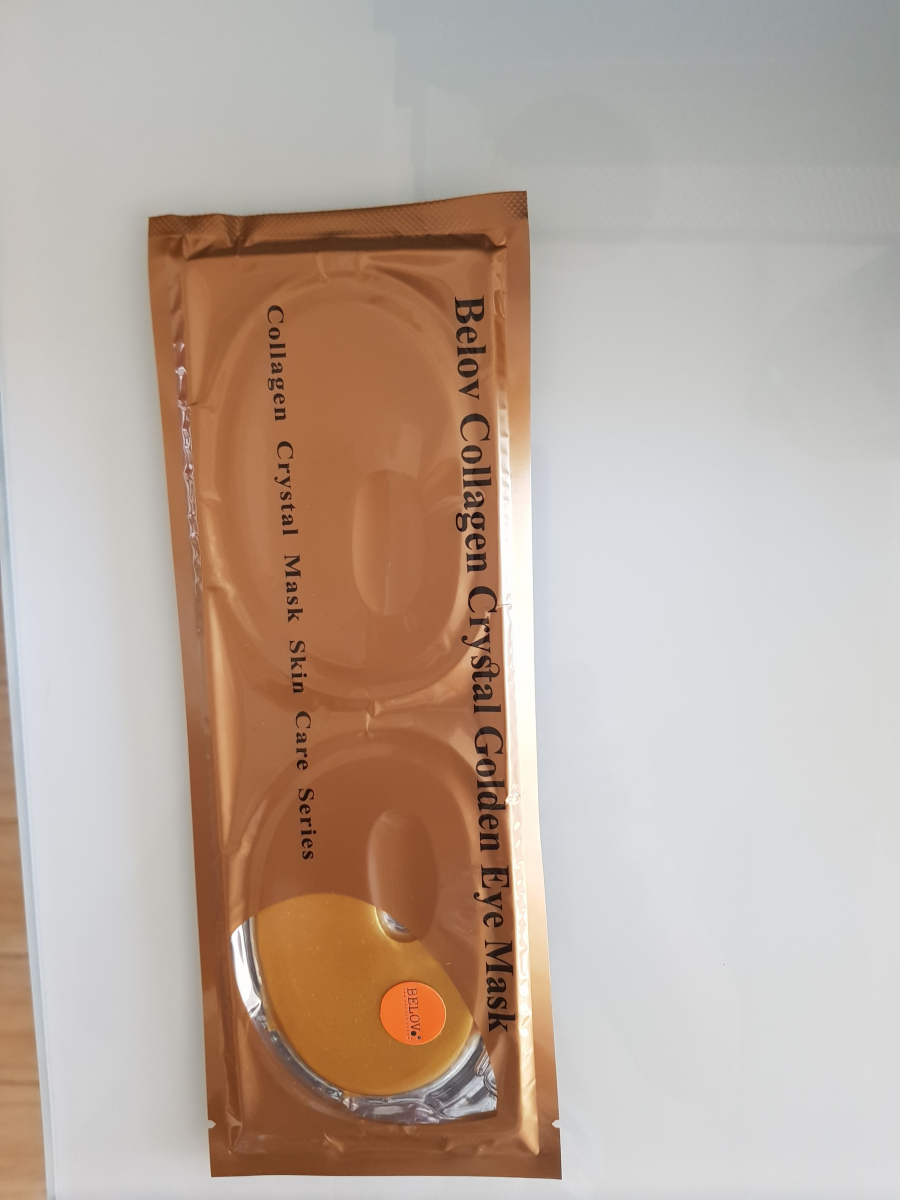 Belov Collagen Crystal Golden Eye Mask
Collagen Crystal Mask Skin Care Series
BELOV